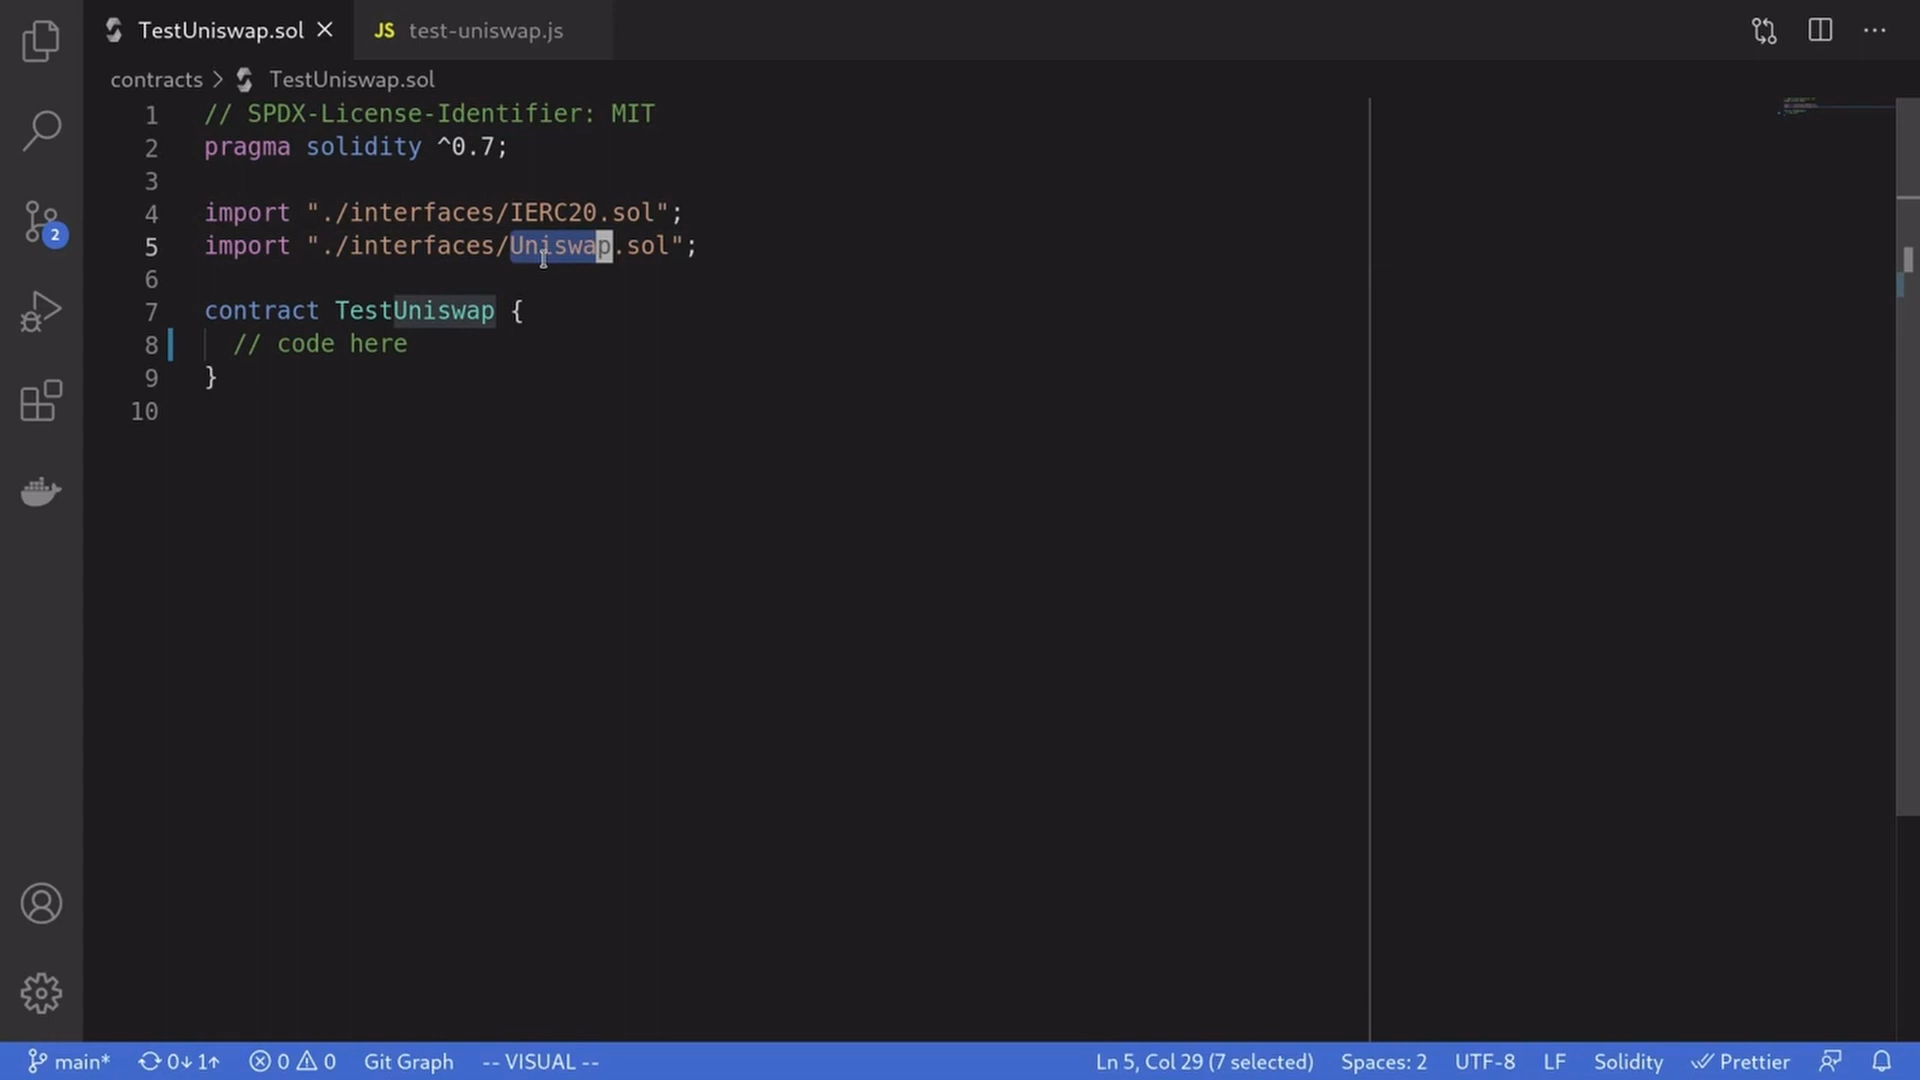 TestUniswap.sol
JS test-uniswap.js
contracts > TestUniswap.sol
1 // SPDX-License-Identifier: MIT
2 pragma solidity ^0.7;
3
4 import "./interfaces/IERC20.sol";
5 import "./interfaces/Uniswap.sol";
6
7 contract TestUniswap {
8 // code here
9 }
10
2
main* 0↓ 1↑ 0 0 Git Graph -- VISUAL -- Ln 5, Col 29 (7 selected) Spaces: 2 UTF-8 LF Solidity Prettier